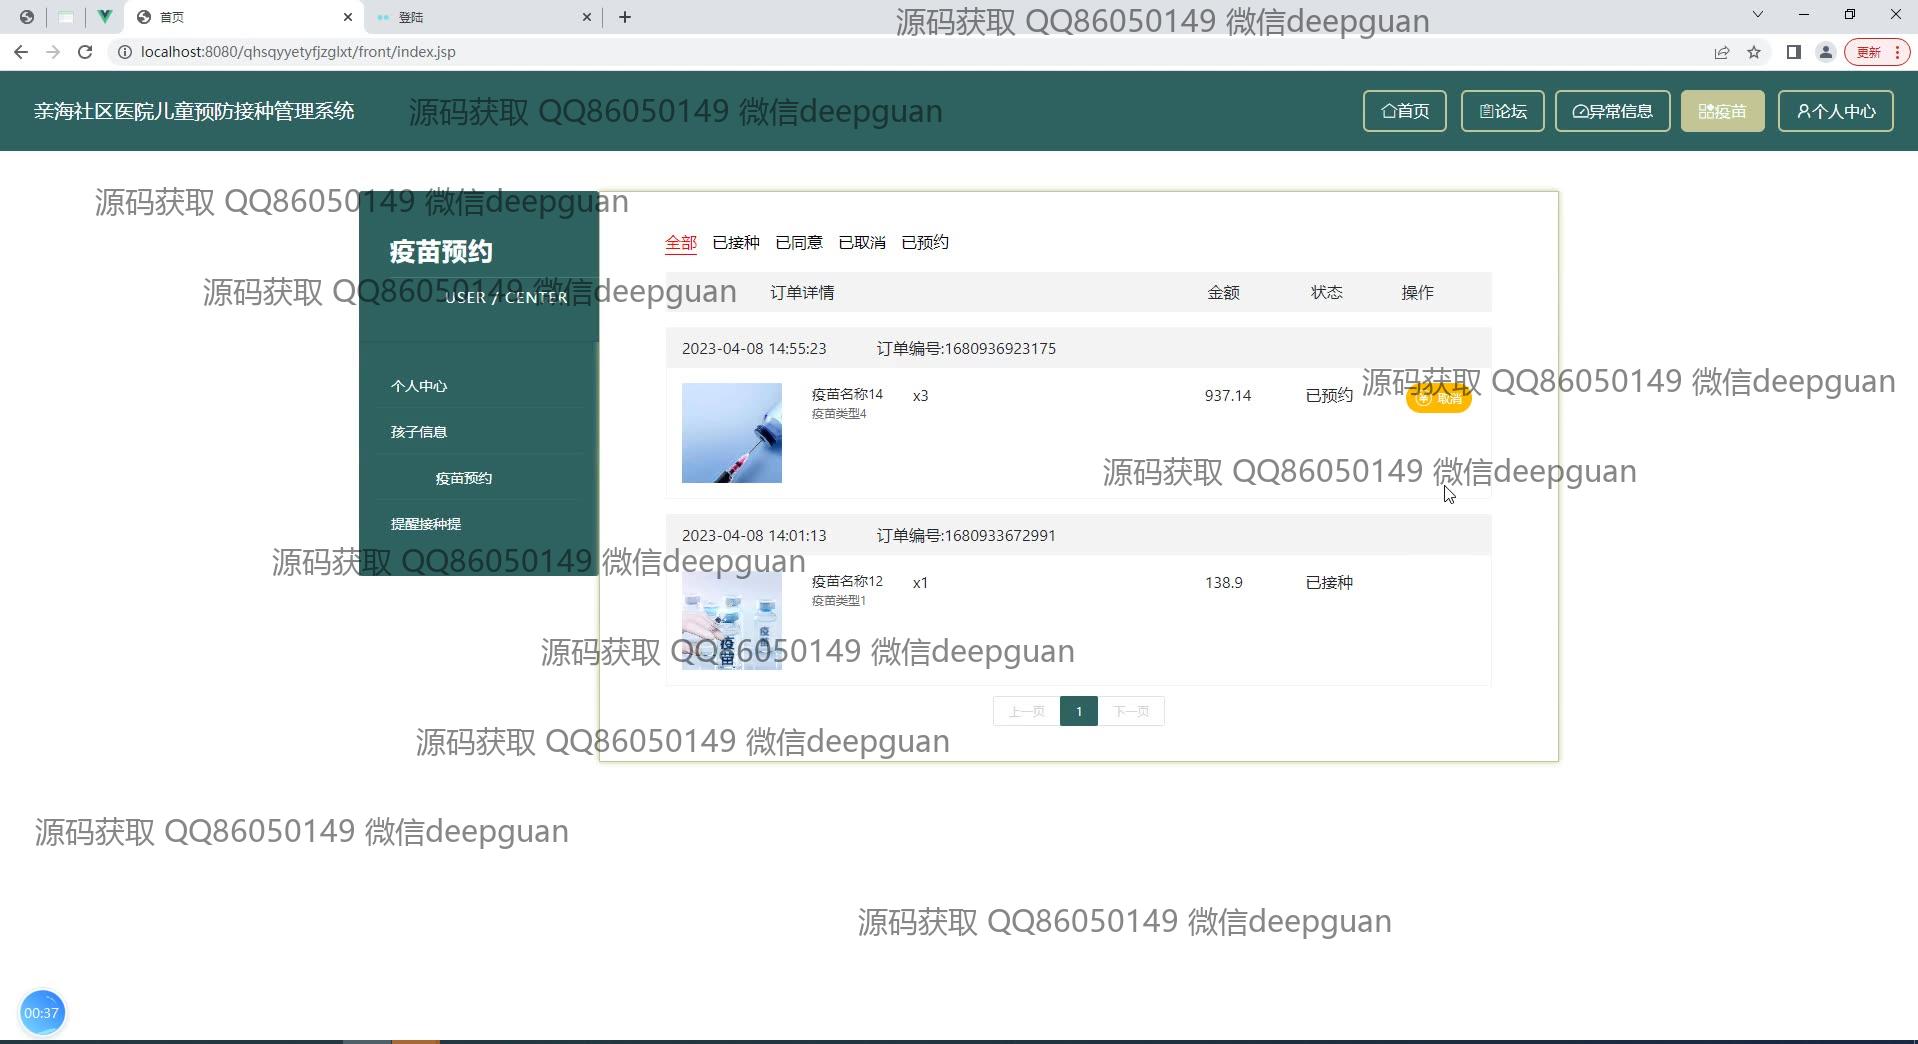 首页
登陆
源码获取 QQ86050149 微信deepguan
localhost:8080/qhsqyyetyfjzglxt/front/index.jsp
更新
亲海社区医院儿童预防接种管理系统
源码获取 QQ86050149 微信deepguan
首页
论坛
异常信息
疫苗
个人中心
源码获取 QQ86050149 微信deepguan
疫苗预约
全部 已接种 已同意 已取消 已预约
源码获取 QQ86050149 微信deepguan
USER / CENTER
订单详情 金额 状态 操作
2023-04-08 14:55:23 订单编号:1680936923175
源码获取 QQ86050149 微信deepguan
个人中心
疫苗名称14 x3 937.14 已预约 取消
疫苗类型4
孩子信息
源码获取 QQ86050149 微信deepguan
疫苗预约
提醒接种提
2023-04-08 14:01:13 订单编号:1680933672991
源码获取 QQ86050149 微信deepguan
疫苗名称12 x1 138.9 已接种
疫苗类型1
疫苗
疫苗
源码获取 QQ86050149 微信deepguan
上一页 1 下一页
源码获取 QQ86050149 微信deepguan
源码获取 QQ86050149 微信deepguan
源码获取 QQ86050149 微信deepguan
00:37